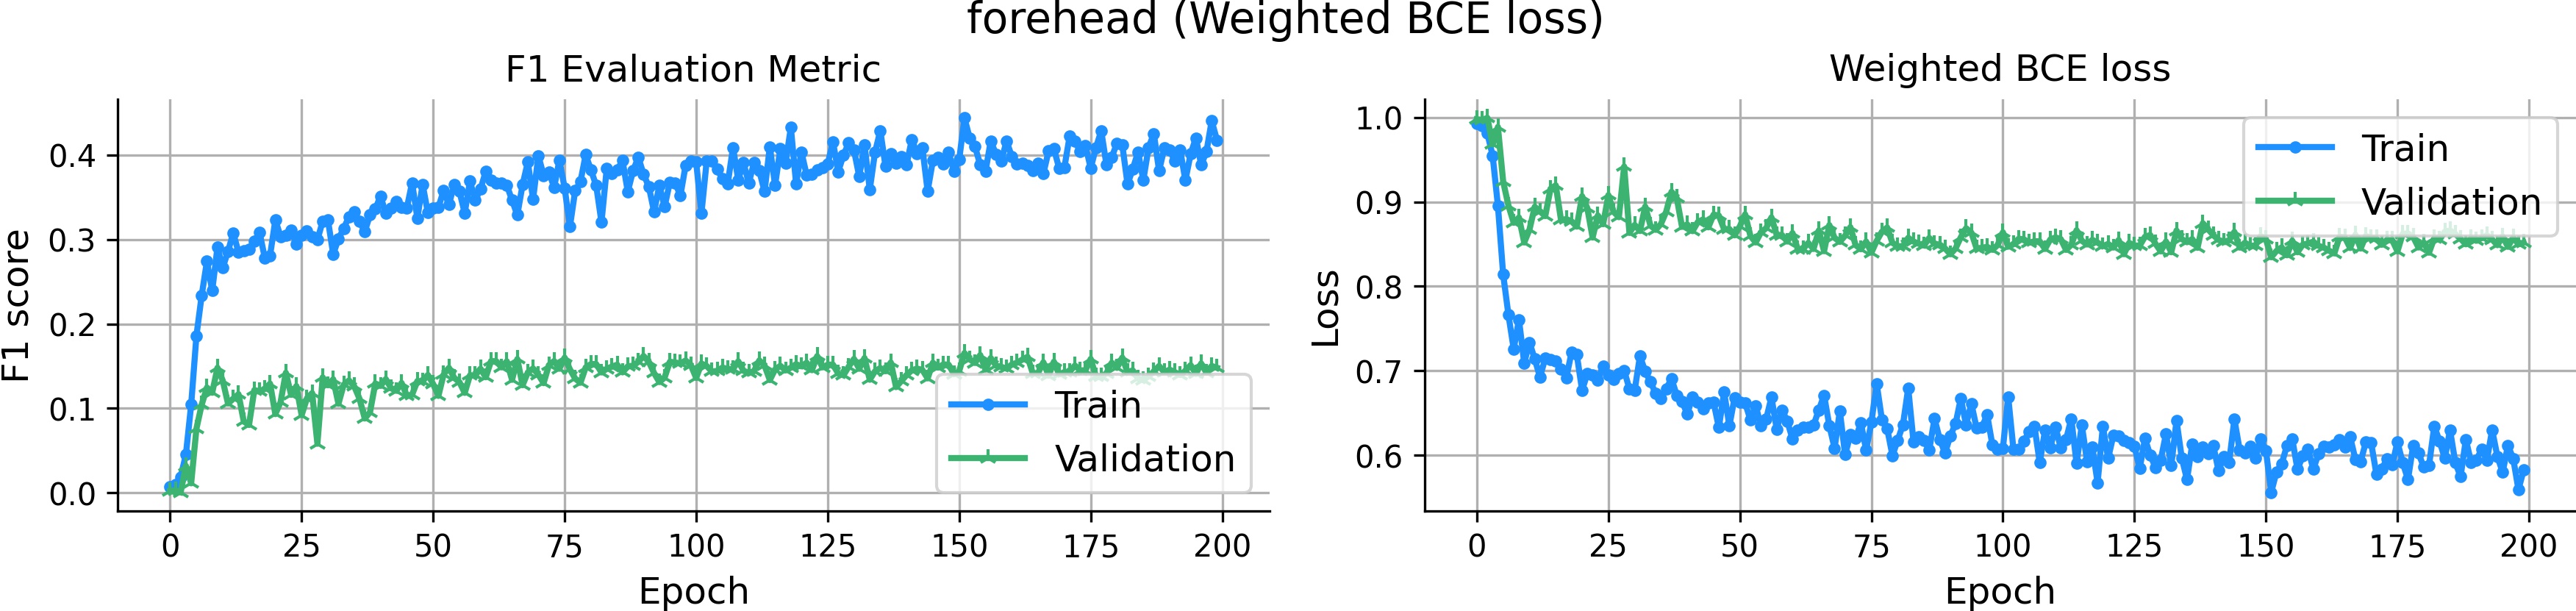 forehead (Weighted BCE loss)
F1 Evaluation Metric
F1 score
0.4
0.3
0.2
0.1
0.0
0 25 50 75 100 125 150 175 200
Epoch
Train
Validation
Weighted BCE loss
Loss
1.0
0.9
0.8
0.7
0.6
0 25 50 75 100 125 150 175 200
Epoch
Train
Validation